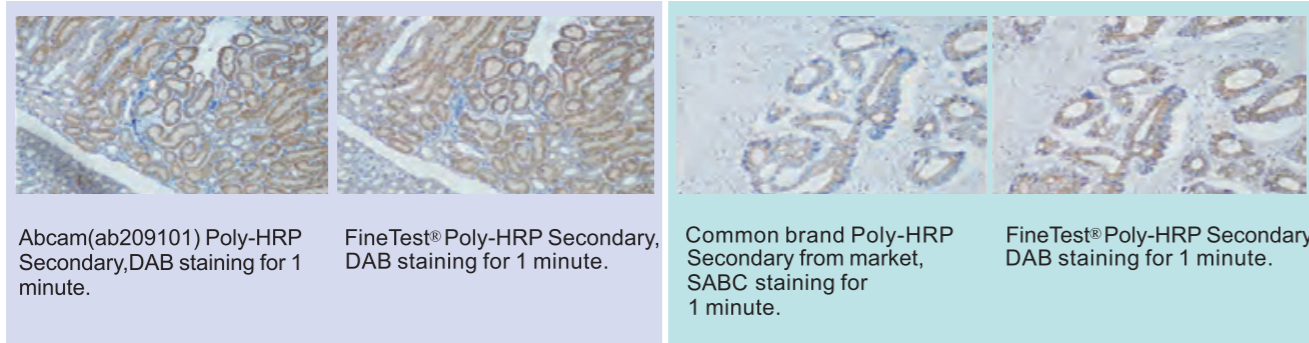 Abcam(ab209101) Poly-HRP
Secondary,DAB staining for 1
minute.
FineTest® Poly-HRP Secondary,
DAB staining for 1 minute.
Common brand Poly-HRP
Secondary from market,
SABC staining for
1 minute.
FineTest® Poly-HRP Secondary
DAB staining for 1 minute.